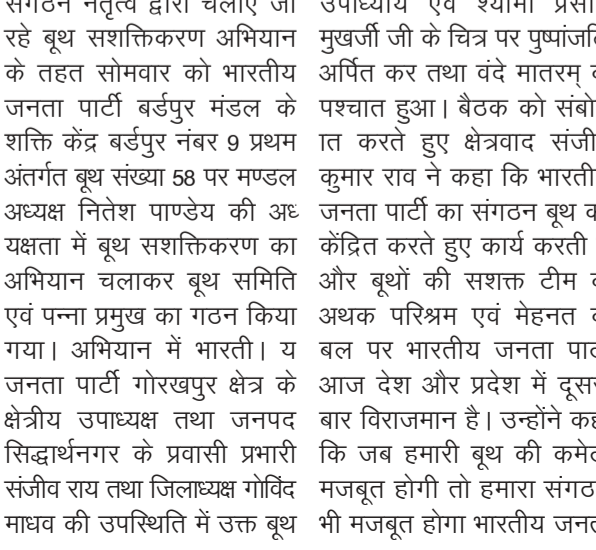 संगठन नेतृत्व द्वारा चलाए जा
रहे बूथ सशक्तिकरण अभियान
के तहत सोमवार को भारतीय
जनता पार्टी बर्डपुर मंडल के
शक्ति केंद्र बर्डपुर नंबर 9 प्रथम
अंतर्गत बूथ संख्या 58 पर मण्डल
अध्यक्ष नितेश पाण्डेय की अध
यक्षता में बूथ सशक्तिकरण का
अभियान चलाकर बूथ समिति
एवं पन्ना प्रमुख का गठन किया
गया। अभियान में भारती। य
जनता पार्टी गोरखपुर क्षेत्र के
क्षेत्रीय उपाध्यक्ष तथा जनपद
सिद्धार्थनगर के प्रवासी प्रभारी
संजीव राय तथा जिलाध्यक्ष गोविंद
माधव की उपस्थिति में उक्त बूथ
उपाध्याय एवं श्यामा प्रसा
मुखर्जी जी के चित्र पर पुष्पांजलि
अर्पित कर तथा वंदे मातरम्
पश्चात हुआ। बैठक को संबो
ात करते हुए क्षेत्रवाद संजी
कुमार राव ने कहा कि भारती
जनता पार्टी का संगठन बूथ
केंद्रित करते हुए कार्य करती
और बूथों की सशक्त टीम
अथक परिश्रम एवं मेहनत
बल पर भारतीय जनता पा
आज देश और प्रदेश में दूस
बार विराजमान है। उन्होंने क
कि जब हमारी बूथ की कमे
मजबूत होगी तो हमारा संगठ
भी मजबूत होगा भारतीय जन